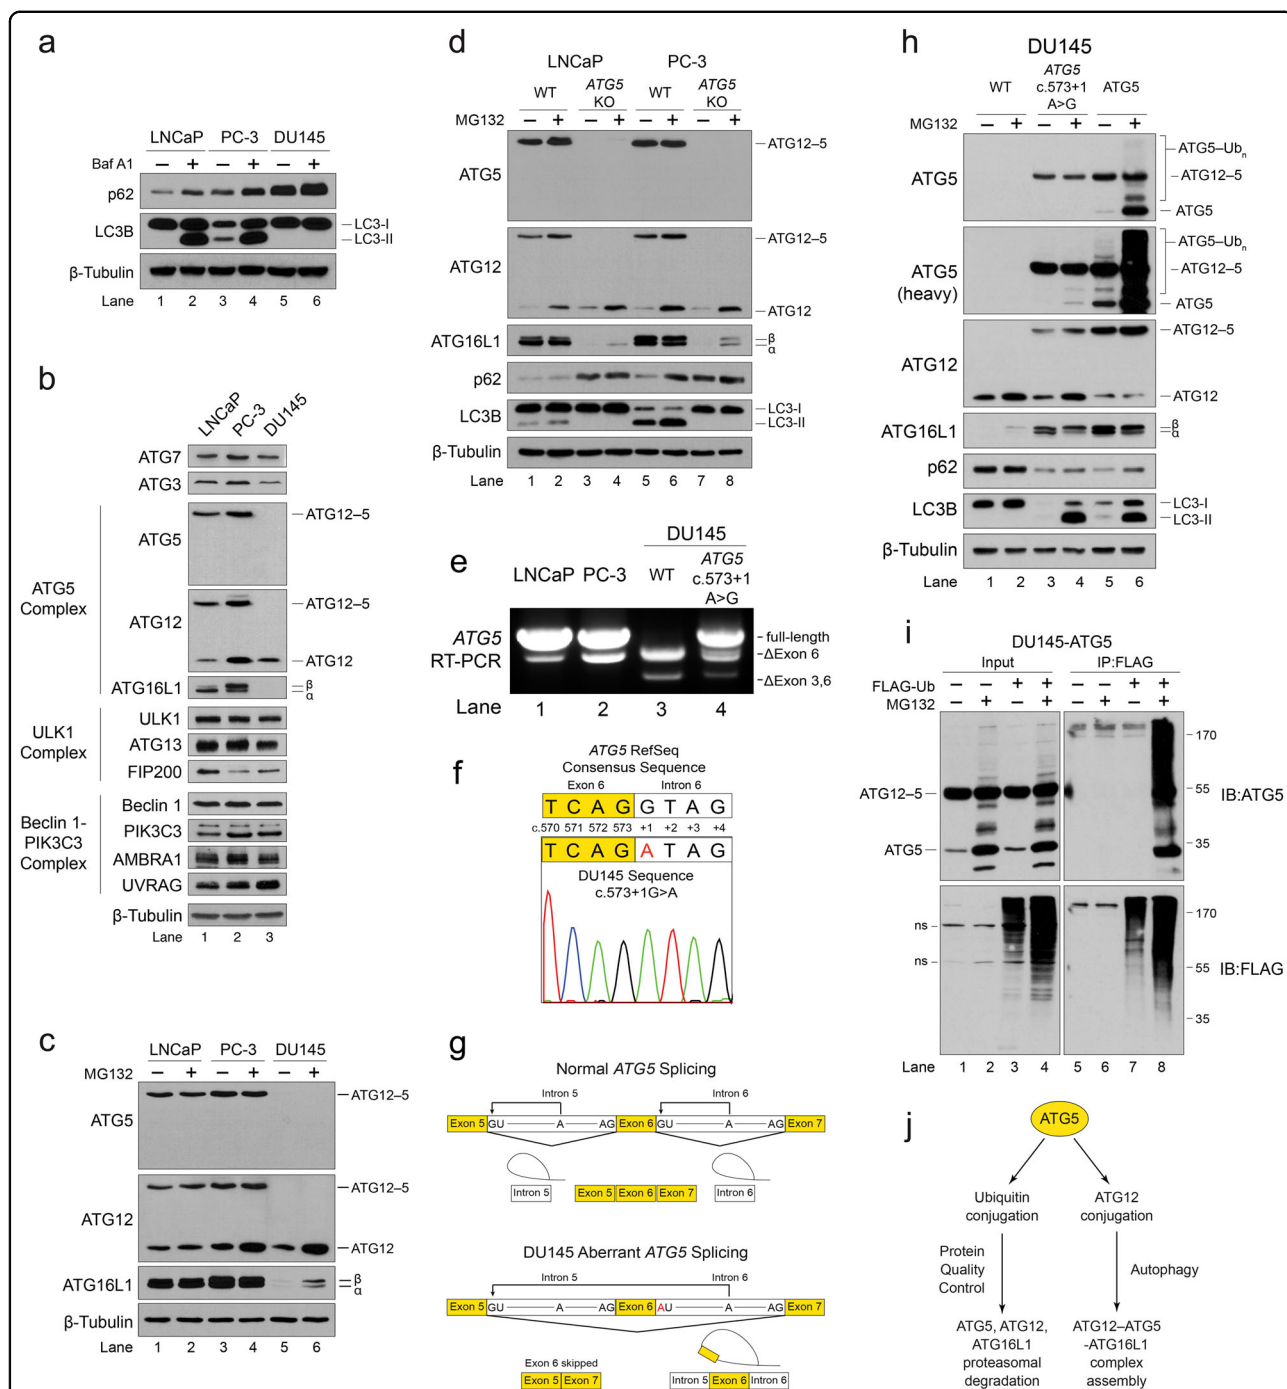 a
LNCaP PC-3 DU145
Baf A1 – + – + – +
p62
LC3B
LC3-I
LC3-II
β-Tubulin
Lane 1 2 3 4 5 6
b
LNCaP PC-3 DU145
ATG7
ATG3
ATG5 Complex
ATG5
ATG12–5
ATG12
ATG12–5
ATG12
ATG16L1
β
α
ULK1 Complex
ULK1
ATG13
FIP200
Beclin 1-PIK3C3 Complex
Beclin 1
PIK3C3
AMBRA1
UVRAG
β-Tubulin
Lane 1 2 3
c
LNCaP PC-3 DU145
MG132 – + – + – +
ATG5
ATG12–5
ATG12
ATG12–5
ATG12
ATG16L1
β
α
β-Tubulin
Lane 1 2 3 4 5 6
d
LNCaP PC-3
WT ATG5 KO WT ATG5 KO
MG132 – + – + – + – +
ATG5
ATG12–5
ATG12
ATG12–5
ATG12
ATG16L1
β
α
p62
LC3B
LC3-I
LC3-II
β-Tubulin
Lane 1 2 3 4 5 6 7 8
e
DU145
LNCaP PC-3 WT ATG5 c.573+1 A>G
ATG5 RT-PCR
full-length
ΔExon 6
ΔExon 3,6
Lane 1 2 3 4
f
ATG5 RefSeq
Consensus Sequence
Exon 6 Intron 6
T C A G G T A G
c.570 571 572 573 +1 +2 +3 +4
T C A G A T A G
DU145 Sequence
c.573+1G>A
g
Normal ATG5 Splicing
Intron 5 Intron 6
Exon 5 GU A AG Exon 6 GU A AG Exon 7
Intron 5 Exon 5 Exon 6 Exon 7 Intron 6
DU145 Aberrant ATG5 Splicing
Intron 5 Intron 6
Exon 5 GU A AG Exon 6 AU A AG Exon 7
Exon 6 skipped
Exon 5 Exon 7 Intron 5 Exon 6 Intron 6
h
DU145
WT ATG5 c.573+1 A>G ATG5
MG132 – + – + – +
ATG5
ATG5–Ubn
ATG12–5
ATG5
ATG5 (heavy)
ATG5–Ubn
ATG12–5
ATG5
ATG12
ATG12–5
ATG12
ATG16L1
β
α
p62
LC3B
LC3-I
LC3-II
β-Tubulin
Lane 1 2 3 4 5 6
i
DU145-ATG5
Input IP:FLAG
FLAG-Ub – – + + – – + +
MG132 – + – + – + – +
ATG12–5
ATG5
170
55
35
IB:ATG5
ns
ns
170
55
35
IB:FLAG
Lane 1 2 3 4 5 6 7 8
j
ATG5
Ubiquitin conjugation
ATG12 conjugation
Protein Quality Control
Autophagy
ATG5, ATG12, ATG16L1 proteasomal degradation
ATG12–ATG5 -ATG16L1 complex assembly